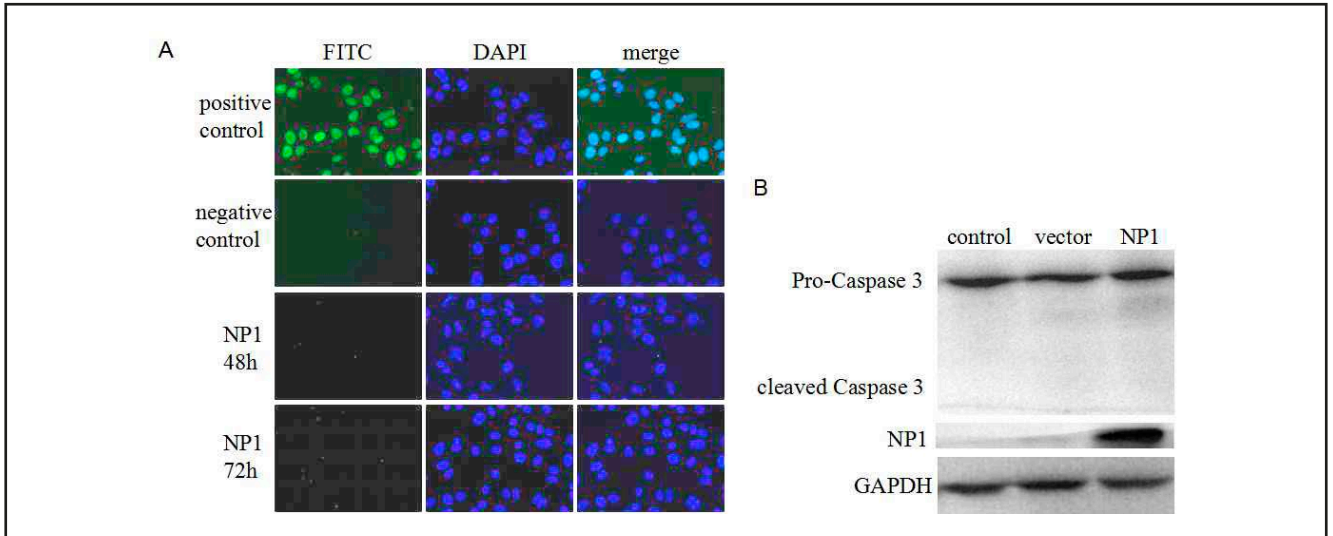 A
FITC DAPI merge
positive
control
negative
control
NP1
48h
NP1
72h
B
control vector NP1
Pro-Caspase 3
cleaved Caspase 3
NP1
GAPDH